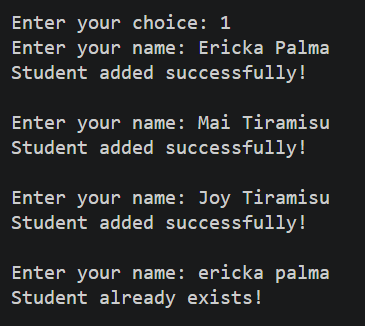 Enter your choice: 1
Enter your name: Ericka Palma
Student added successfully!
Enter your name: Mai Tiramisu
Student added successfully!
Enter your name: Joy Tiramisu
Student added successfully!
Enter your name: ericka palma
Student already exists!